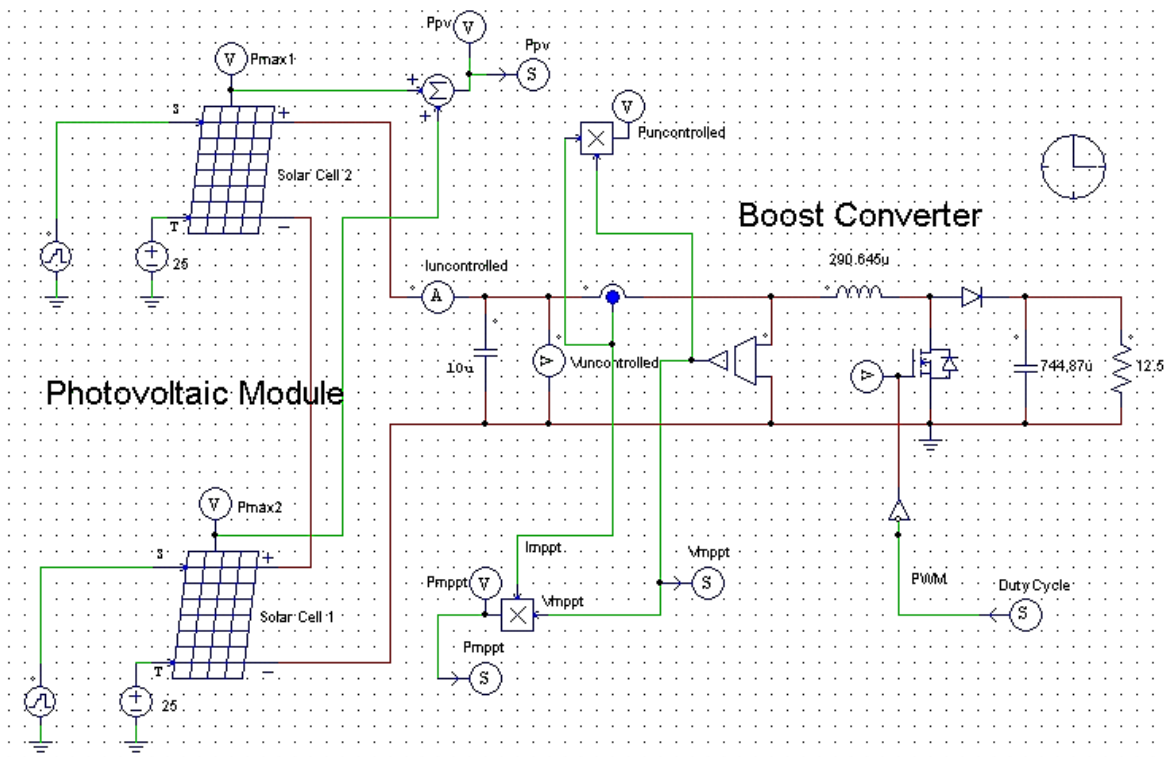 Ppv
V
Ppv
S
V
Pmax1
+
Σ
+
S
+
V
Puncontrolled
×
Solar Cell 2
T
−
25
Boost Converter
Iuncontrolled
A
290.645u
10u
V
Vuncontrolled
V
744,87u
12.5
Photovoltaic Module
V
Pmax2
S
+
Solar Cell 1
T
−
25
Imppt
Pmppt
V
×
Vmppt
Vmppt
S
Pmppt
S
PWM
Duty Cycle
S